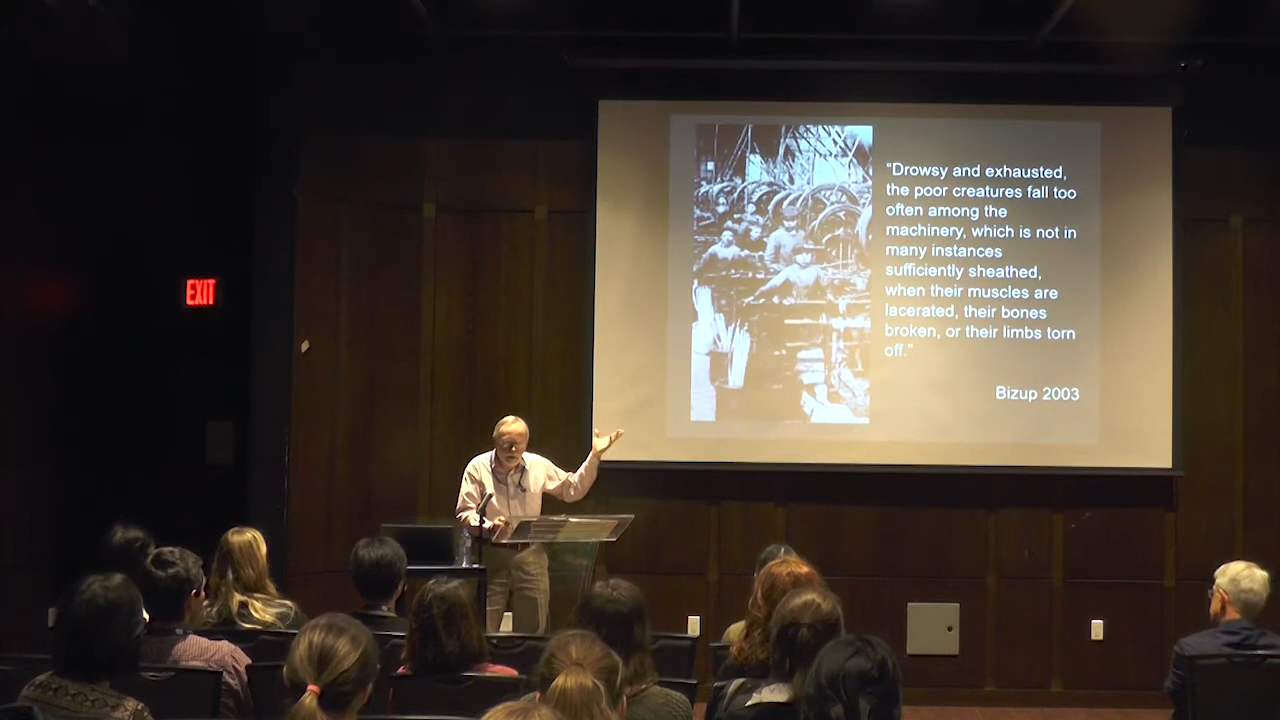 EXIT
“Drowsy and exhausted,
the poor creatures fall too
often among the
machinery, which is not in
many instances
sufficiently sheathed,
when their muscles are
lacerated, their bones
broken, or their limbs torn
off.”
Bizup 2003